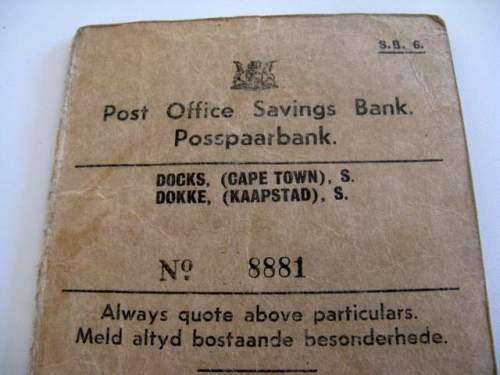 S.B. 6.
Post Office Savings Bank.
Posspaarbank.
DOCKS, (CAPE TOWN), S.
DOKKE, (KAAPSTAD), S.
No 8881
Always quote above particulars.
Meld altyd bostaande besonderhede.